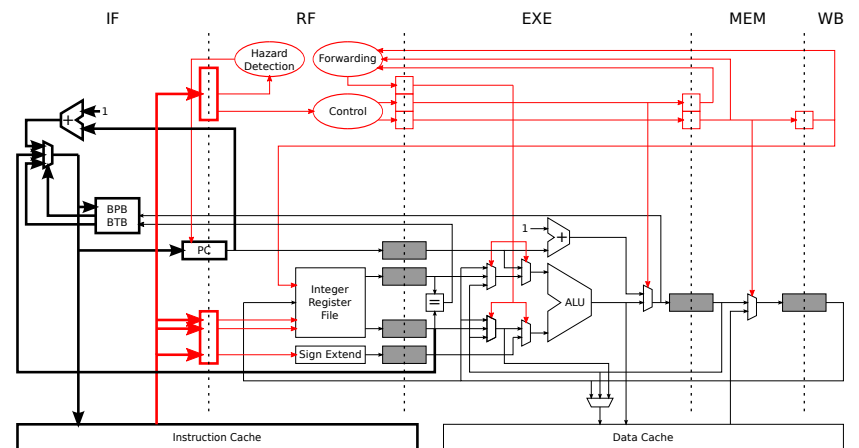 IF RF EXE MEM WB
Hazard
Detection
Forwarding
1
Control
+
BPB
BTB
1
+
PC
Integer
Register
File
=
ALU
Sign Extend
Instruction Cache
Data Cache